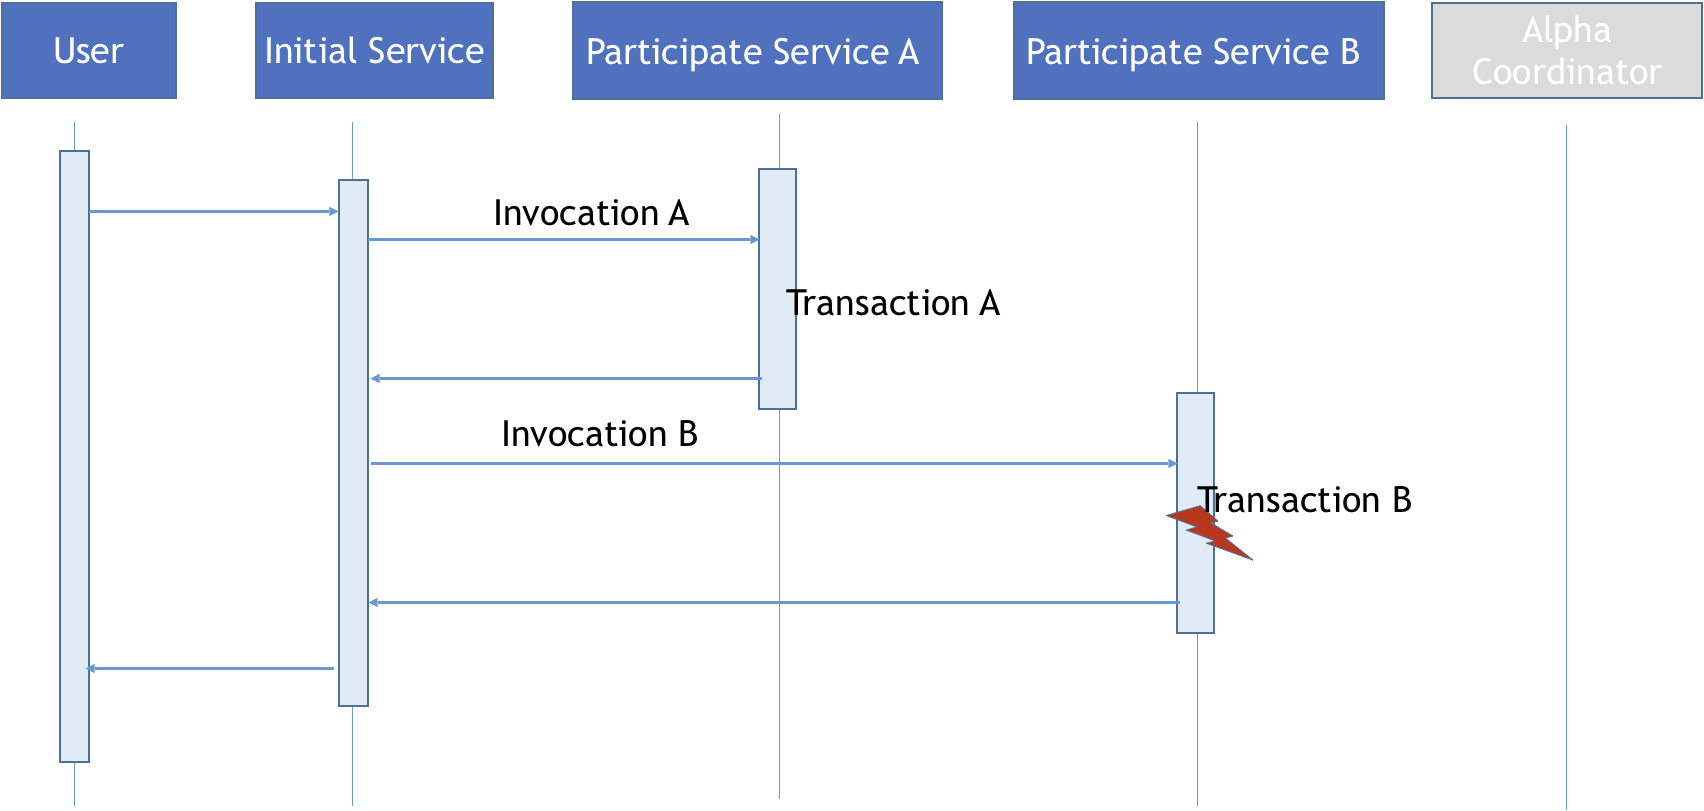 User
Initial Service
Participate Service A
Participate Service B
Alpha
Coordinator
Invocation A
Transaction A
Invocation B
Transaction B